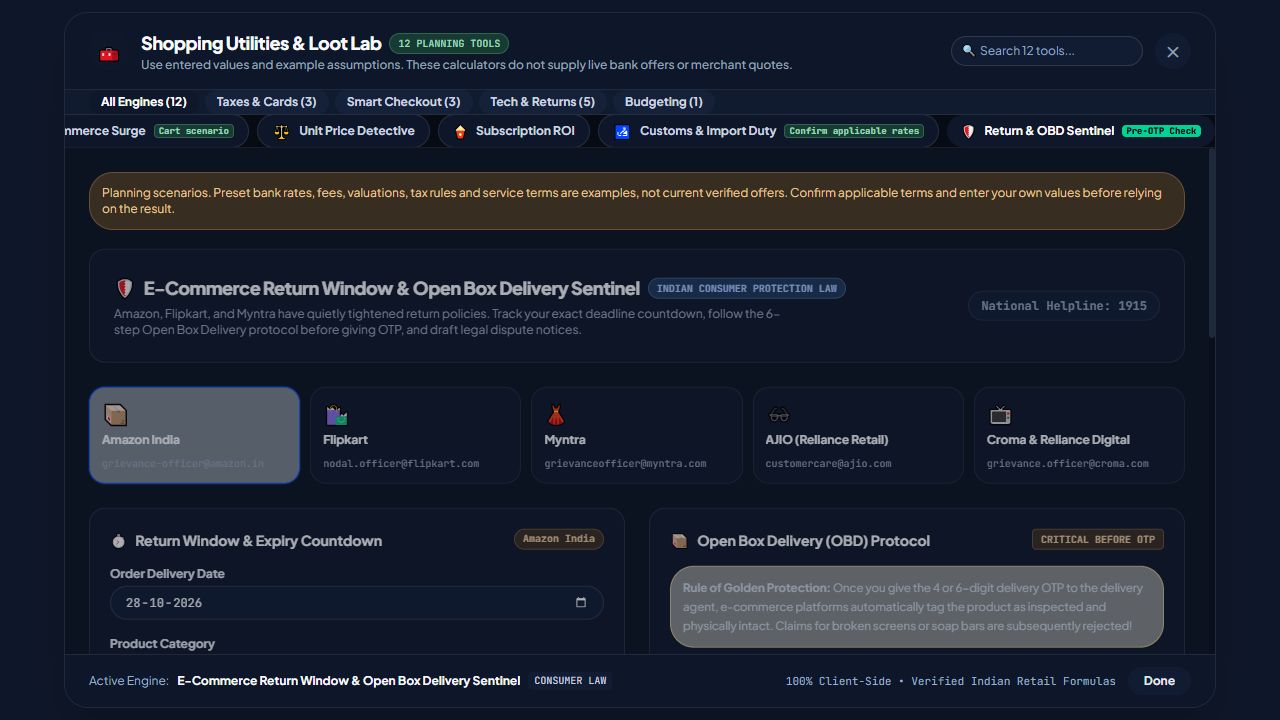 Shopping Utilities & Loot Lab 12 PLANNING TOOLS
Use entered values and example assumptions. These calculators do not supply live bank offers or merchant quotes.
Search 12 tools...
All Engines (12) Taxes & Cards (3) Smart Checkout (3) Tech & Returns (5) Budgeting (1)
mmerce Surge Cart scenario Unit Price Detective Subscription ROI Customs & Import Duty Confirm applicable rates Return & OBD Sentinel Pre-OTP Check
Planning scenarios. Preset bank rates, fees, valuations, tax rules and service terms are examples, not current verified offers. Confirm applicable terms and enter your own values before relying
on the result.
E-Commerce Return Window & Open Box Delivery Sentinel INDIAN CONSUMER PROTECTION LAW
Amazon, Flipkart, and Myntra have quietly tightened return policies. Track your exact deadline countdown, follow the 6-
step Open Box Delivery protocol before giving OTP, and draft legal dispute notices.
National Helpline: 1915
Amazon India
grievance-officer@amazon.in
Flipkart
nodal.officer@flipkart.com
Myntra
grievanceofficer@myntra.com
AJIO (Reliance Retail)
customercare@ajio.com
Croma & Reliance Digital
grievance.officer@croma.com
Return Window & Expiry Countdown Amazon India
Order Delivery Date
28-10-2026
Product Category
Open Box Delivery (OBD) Protocol CRITICAL BEFORE OTP
Rule of Golden Protection: Once you give the 4 or 6-digit delivery OTP to the delivery
agent, e-commerce platforms automatically tag the product as inspected and
physically intact. Claims for broken screens or soap bars are subsequently rejected!
Active Engine: E-Commerce Return Window & Open Box Delivery Sentinel CONSUMER LAW
100% Client-Side • Verified Indian Retail Formulas Done